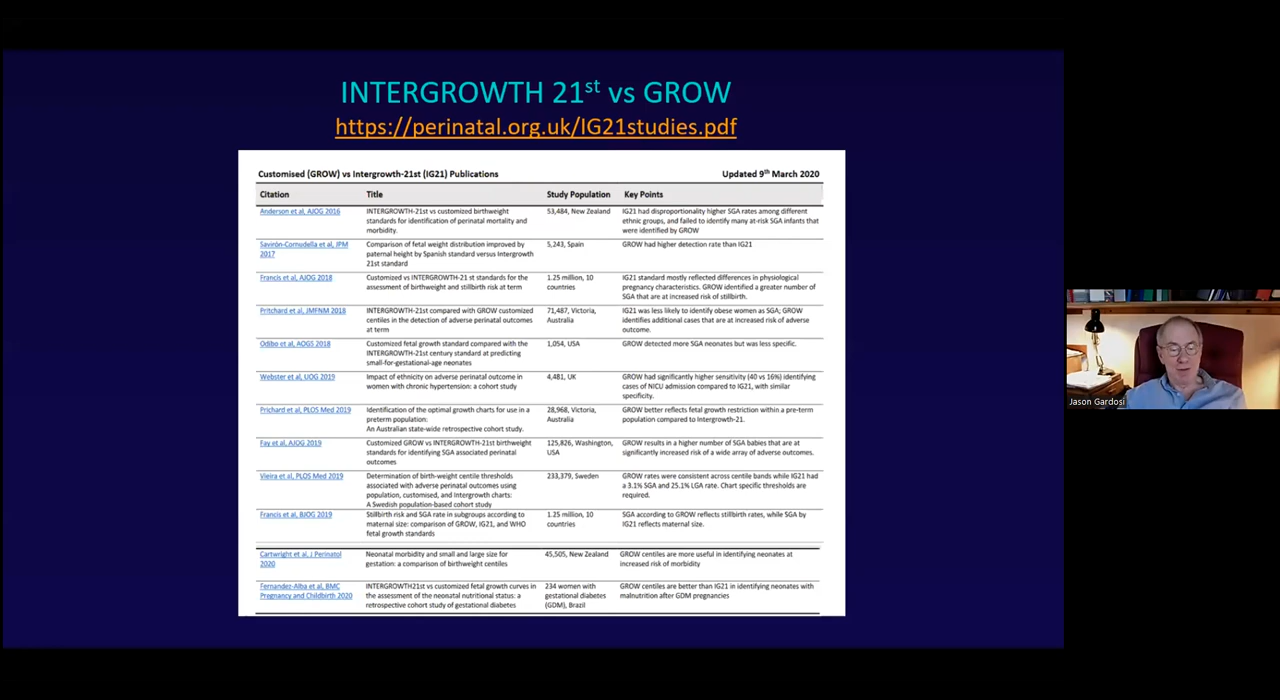 INTERGROWTH 21st vs GROW
https://perinatal.org.uk/IG21studies.pdf
Customised (GROW) vs Intergrowth-21st (IG21) Publications
Updated 9th March 2020
Citation Title Study Population Key Points
Anderson et al, AJOG 2016
INTERGROWTH-21st vs customized birthweight
standards for identification of perinatal mortality and
morbidity.
53,484, New Zealand
IG21 had disproportionality higher SGA rates among different
ethnic groups, and failed to identify many at-risk SGA infants that
were identified by GROW
Savirón-Cornudella et al, JPM
2017
Comparison of fetal weight distribution improved by
paternal height by Spanish standard versus Intergrowth
21st standard
5,243, Spain
GROW had higher detection rate than IG21
Francis et al, AJOG 2018
Customized vs INTERGROWTH-21 st standards for the
assessment of birthweight and stillbirth risk at term
1.25 million, 10
countries
IG21 standard mostly reflected differences in physiological
pregnancy characteristics. GROW identified a greater number of
SGA that are at increased risk of stillbirth.
Pritchard et al, JMFNM 2018
INTERGROWTH-21st compared with GROW customized
centiles in the detection of adverse perinatal outcomes
at term
71,487, Victoria,
Australia
IG21 was less likely to identify obese women as SGA; GROW
identifies additional cases that are at increased risk of adverse
outcome.
Odibo et al, AOGS 2018
Customized fetal growth standard compared with the
INTERGROWTH-21st century standard at predicting
small-for-gestational-age neonates
1,054, USA
GROW detected more SGA neonates but was less specific.
Webster et al, UOG 2019
Impact of ethnicity on adverse perinatal outcome in
women with chronic hypertension: a cohort study
4,481, UK
GROW had significantly higher sensitivity (40 vs 16%) identifying
cases of NICU admission compared to IG21, with similar
specificity.
Prichard et al, PLOS Med 2019
Identification of the optimal growth charts for use in a
preterm population:
An Australian state-wide retrospective cohort study.
28,968, Victoria,
Australia
GROW better reflects fetal growth restriction within a pre-term
population compared to Intergrowth-21.
Fay et al, AJOG 2019
Customized GROW vs INTERGROWTH-21st birthweight
standards for identifying SGA associated perinatal
outcomes
125,826, Washington,
USA
GROW results in a higher number of SGA babies that are at
significantly increased risk of a wide array of adverse outcomes.
Vieira et al, PLOS Med 2019
Determination of birth-weight centile thresholds
associated with adverse perinatal outcomes using
population, customised, and Intergrowth charts:
A Swedish population-based cohort study
233,379, Sweden
GROW rates were consistent across centile bands while IG21 had
a 3.1% SGA and 25.1% LGA rate. Chart specific thresholds are
required.
Francis et al, BJOG 2019
Stillbirth risk and SGA rate in subgroups according to
maternal size: comparison of GROW, IG21, and WHO
fetal growth standards
1.25 million, 10
countries
SGA according to GROW reflects stillbirth rates, while SGA by
IG21 reflects maternal size.
Cartwright et al, J Perinatol
2020
Neonatal morbidity and small and large size for
gestation: a comparison of birthweight centiles
45,505, New Zealand
GROW centiles are more useful in identifying neonates at
increased risk of morbidity
Fernandez-Alba et al, BMC
Pregnancy and Childbirth 2020
INTERGROWTH21st vs customized fetal growth curves in
the assessment of the neonatal nutritional status: a
retrospective cohort study of gestational diabetes
234 women with
gestational diabetes
(GDM), Brazil
GROW centiles are better than IG21 in identifying neonates with
malnutrition after GDM pregnancies
Jason Gardosi